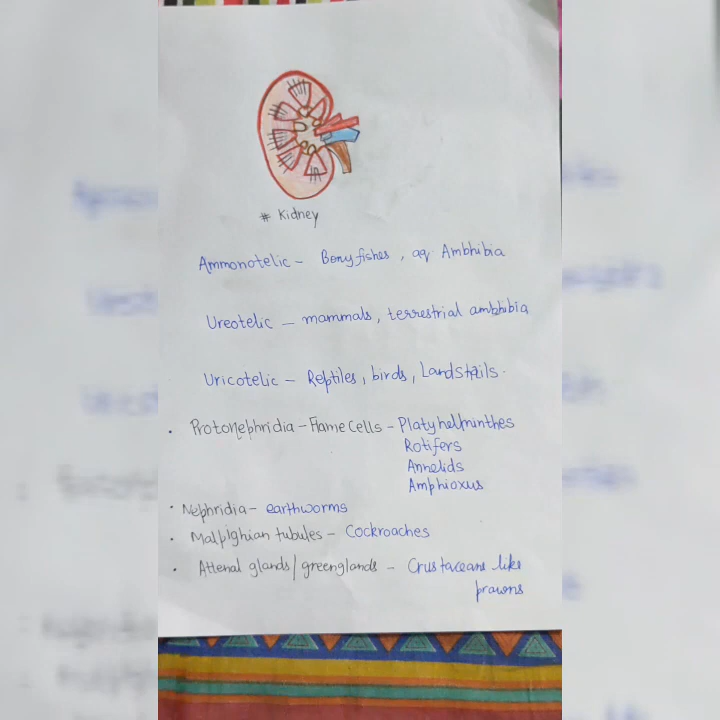 # Kidney
Ammonotelic - Bony fishes, aq. Ambhibia
Ureotelic - mammals, terrestrial ambhibia
Uricotelic - Reptiles, birds, Land
. Protonephridia - Flame Cells - Platyhelminthes
Rotifers
Annelids
Amphioxus
. Nephridia - earthworms
. Malpighian tubules - Cockroaches
. Attenal glands/greenglands - Crustaceans like
prawns